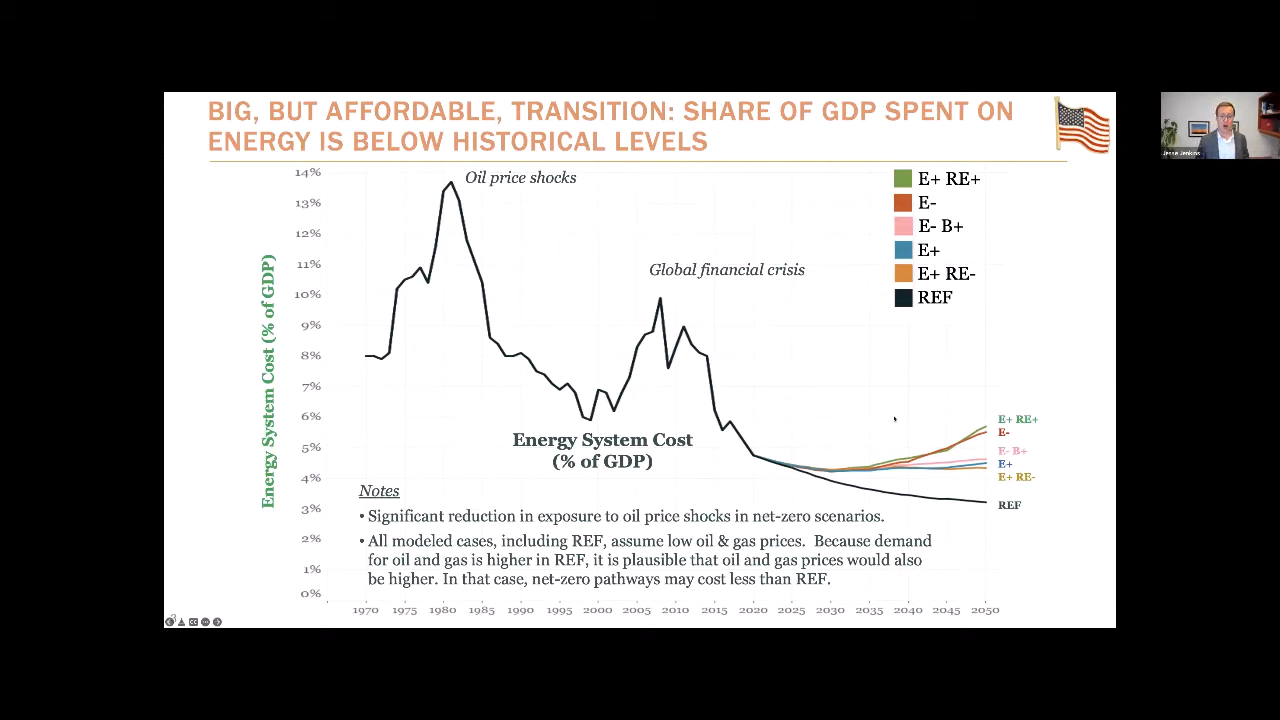 BIG, BUT AFFORDABLE, TRANSITION: SHARE OF GDP SPENT ON
ENERGY IS BELOW HISTORICAL LEVELS
Jesse Jenkins
Energy System Cost (% of GDP)
14%
13%
12%
11%
10%
9%
8%
7%
6%
5%
4%
3%
2%
1%
0%
Oil price shocks
Global financial crisis
E+ RE+
E-
E- B+
E+
E+ RE-
REF
Energy System Cost
(% of GDP)
E+ RE+
E-
E- B+
E+
E+ RE-
REF
Notes
• Significant reduction in exposure to oil price shocks in net-zero scenarios.
• All modeled cases, including REF, assume low oil & gas prices. Because demand
for oil and gas is higher in REF, it is plausible that oil and gas prices would also
be higher. In that case, net-zero pathways may cost less than REF.
1970 1975 1980 1985 1990 1995 2000 2005 2010 2015 2020 2025 2030 2035 2040 2045 2050